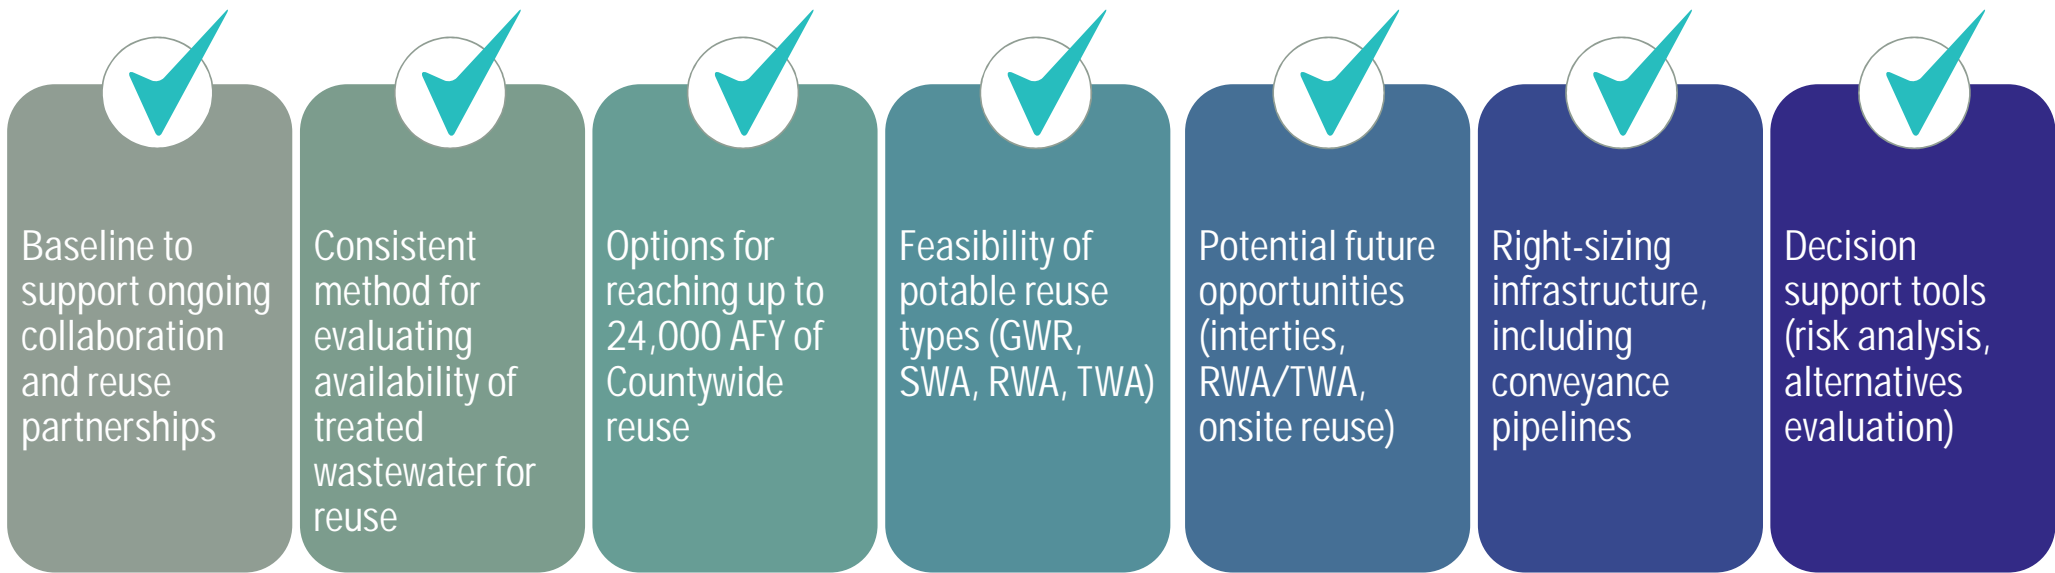 Baseline to
support ongoing
collaboration
and reuse
partnerships
Consistent
method for
evaluating
availability of
treated
wastewater for
reuse
Options for
reaching up to
24,000 AFY of
Countywide
reuse
Feasibility of
potable reuse
types (GWR,
SWA, RWA, TWA)
Potential future
opportunities
(interties,
RWA/TWA,
onsite reuse)
Right-sizing
infrastructure,
including
conveyance
pipelines
Decision
support tools
(risk analysis,
alternatives
evaluation)